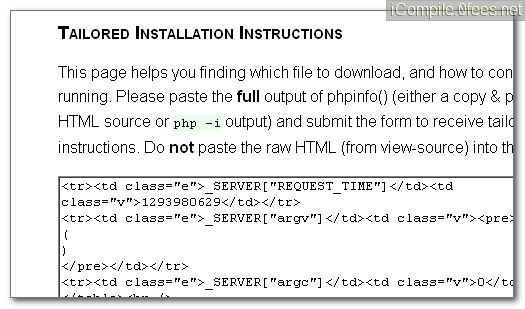 iCompile.0fees.net
TAILORED INSTALLATION INSTRUCTIONS
This page helps you finding which file to download, and how to con
running. Please paste the full output of phpinfo() (either a copy & p
HTML source or php -i output) and submit the form to receive tailo
instructions. Do not paste the raw HTML (from view-source) into th
<tr><td class="e">_SERVER["REQUEST_TIME"]</td><td
class="v">1293980629</td></tr>
<tr><td class="e">_SERVER["argv"]</td><td class="v"><pre>
(
)
</pre></td></tr>
<tr><td class="e">_SERVER["argc"]</td><td class="v">0</td
</table><br />